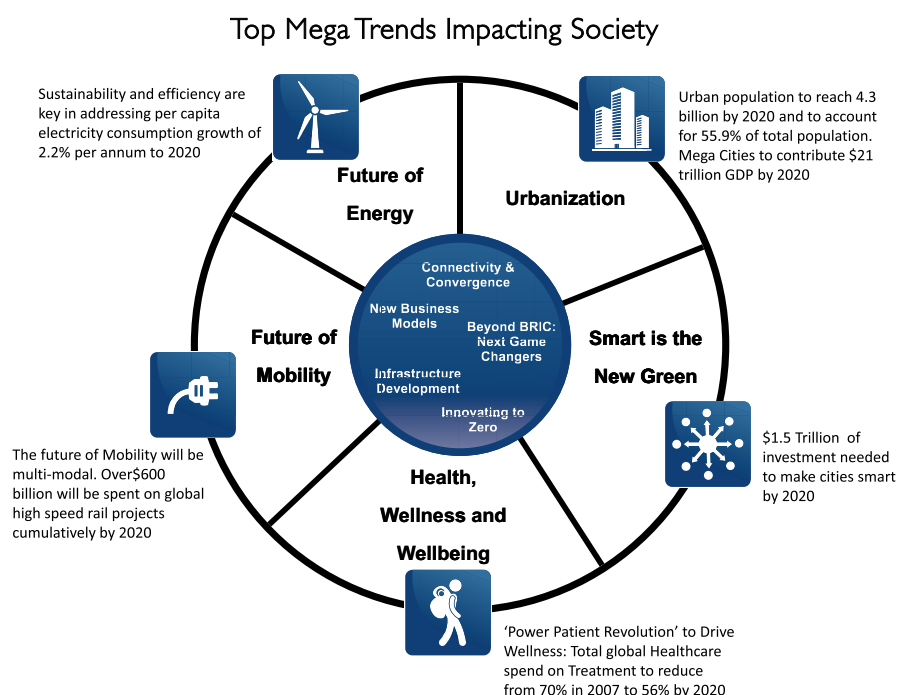 Top Mega Trends Impacting Society
Sustainability and efficiency are
key in addressing per capita
electricity consumption growth of
2.2% per annum to 2020
Urban population to reach 4.3
billion by 2020 and to account
for 55.9% of total population.
Mega Cities to contribute $21
trillion GDP by 2020
Future of
Energy
Urbanization
Connectivity &
Convergence
New Business
Models
Beyond BRIC:
Next Game
Changers
Infrastructure
Development
Innovating to
Zero
Future of
Mobility
Smart is the
New Green
The future of Mobility will be
multi-modal. Over$600
billion will be spent on global
high speed rail projects
cumulatively by 2020
$1.5 Trillion of
investment needed
to make cities smart
by 2020
Health,
Wellness and
Wellbeing
‘Power Patient Revolution’ to Drive
Wellness: Total global Healthcare
spend on Treatment to reduce
from 70% in 2007 to 56% by 2020